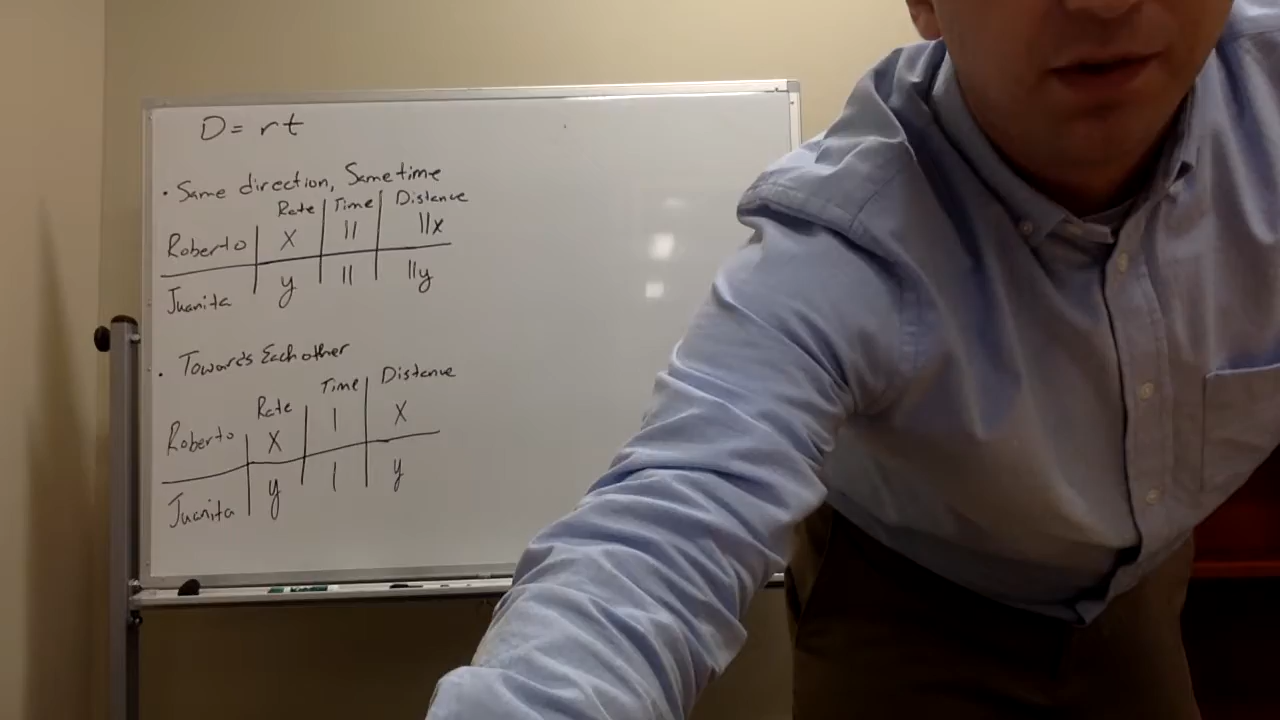 D = rt
• Same direction, Same time
Rate Time Distance
Roberto X 11 11x
Juanita y 11 11y
• Towards Each other
Rate Time Distance
Roberto X 1 X
Juanita y 1 y